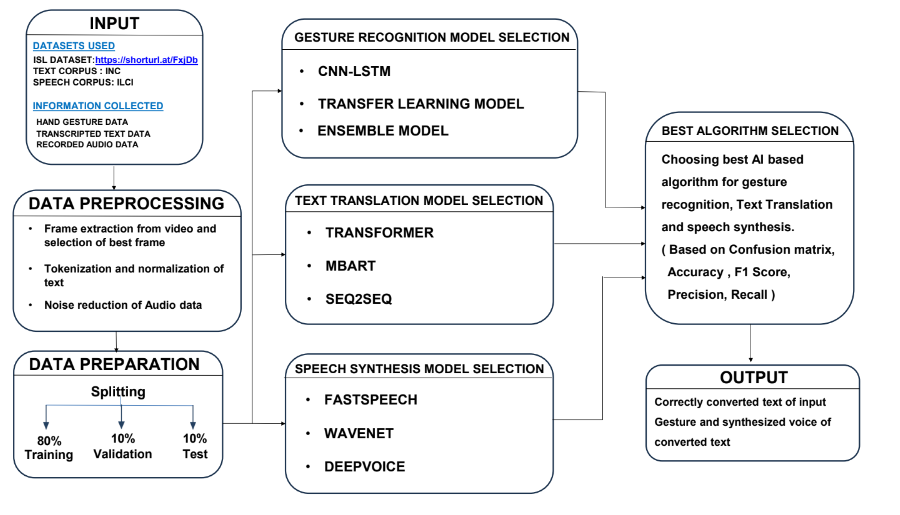 INPUT
DATASETS USED
ISL DATASET:https://shorturl.at/FxjDb
TEXT CORPUS : INC
SPEECH CORPUS: ILCI
INFORMATION COLLECTED
HAND GESTURE DATA
TRANSCRIPTED TEXT DATA
RECORDED AUDIO DATA
DATA PREPROCESSING
• Frame extraction from video and
selection of best frame
• Tokenization and normalization of
text
• Noise reduction of Audio data
DATA PREPARATION
Splitting
80%
Training
10%
Validation
10%
Test
GESTURE RECOGNITION MODEL SELECTION
• CNN-LSTM
• TRANSFER LEARNING MODEL
• ENSEMBLE MODEL
TEXT TRANSLATION MODEL SELECTION
• TRANSFORMER
• MBART
• SEQ2SEQ
SPEECH SYNTHESIS MODEL SELECTION
• FASTSPEECH
• WAVENET
• DEEPVOICE
BEST ALGORITHM SELECTION
Choosing best AI based
algorithm for gesture
recognition, Text Translation
and speech synthesis.
( Based on Confusion matrix,
Accuracy , F1 Score,
Precision, Recall )
OUTPUT
Correctly converted text of input
Gesture and synthesized voice of
converted text